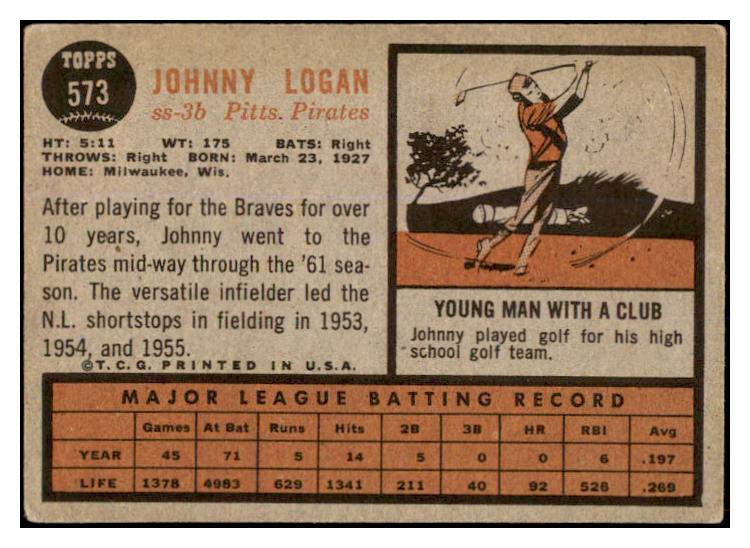 TOPPS
573
JOHNNY LOGAN
ss-3b Pitts. Pirates
HT: 5:11 WT: 175 BATS: Right
THROWS: Right BORN: March 23, 1927
HOME: Milwaukee, Wis.
After playing for the Braves for over
10 years, Johnny went to the
Pirates mid-way through the '61 sea-
son. The versatile infielder led the
N.L. shortstops in fielding in 1953,
1954, and 1955.
©T.C.G. PRINTED IN U.S.A.
YOUNG MAN WITH A CLUB
Johnny played golf for his high
school golf team.
MAJOR LEAGUE BATTING RECORD
Games At Bat Runs Hits 2B 3B HR RBI Avg
YEAR 45 71 5 14 5 0 0 6 .197
LIFE 1378 4983 629 1341 211 40 92 526 .269